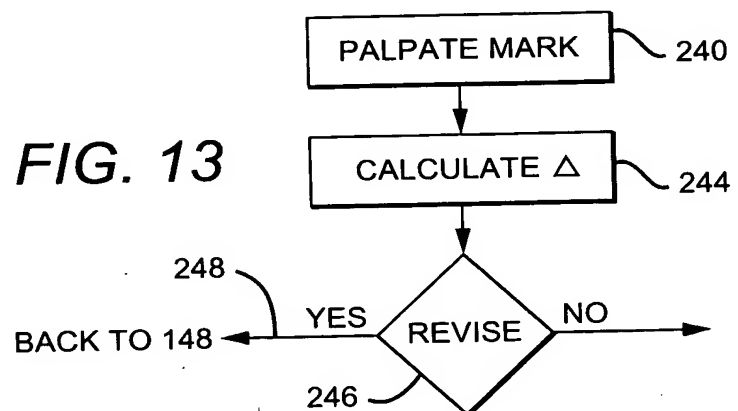 PALPATE MARK
240
FIG. 13
CALCULATE △
244
248
YES
NO
BACK TO 148
REVISE
246